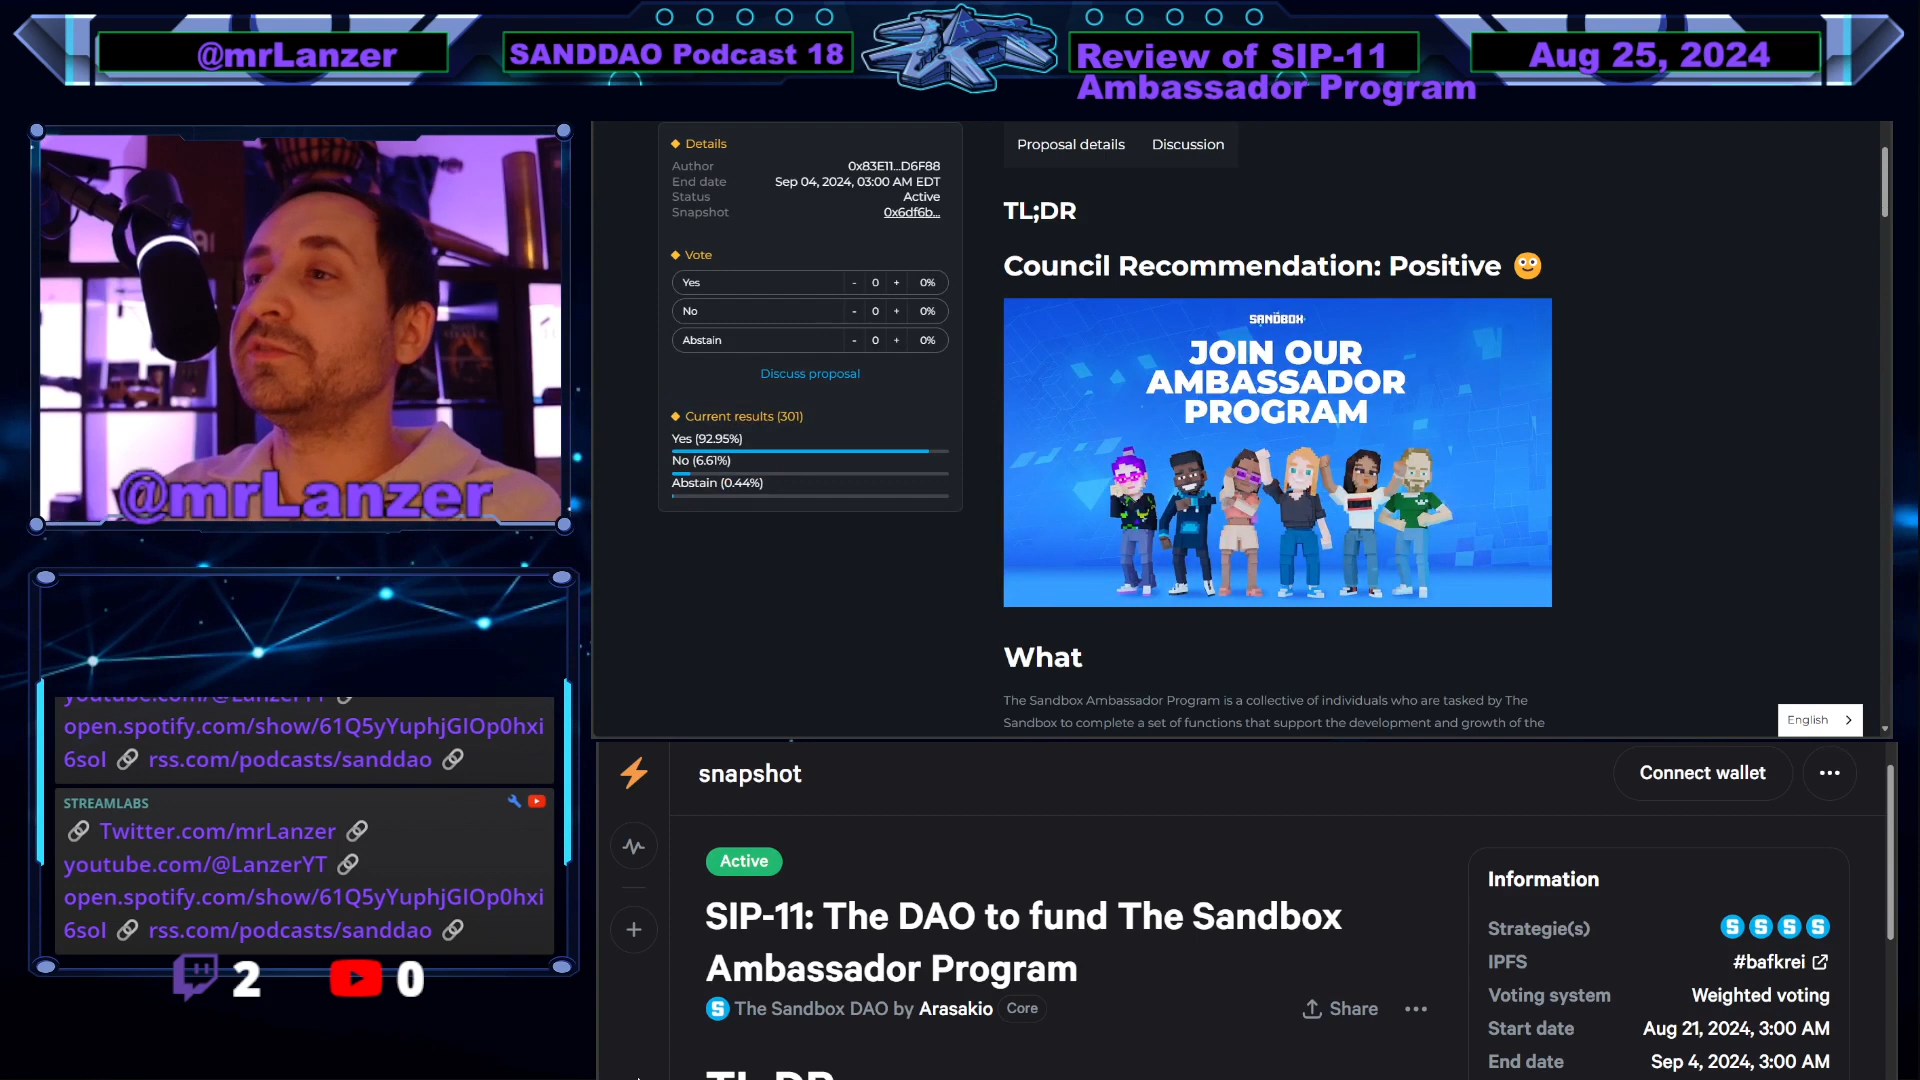 @mrLanzer
SANDDAO Podcast 18
Review of SIP-11
Ambassador Program
Aug 25, 2024
@mrLanzer
youtube.com/@LanzerYT
open.spotify.com/show/61Q5yYuphjGIOp0hxi
6sol rss.com/podcasts/sanddao
STREAMLABS
Twitter.com/mrLanzer
youtube.com/@LanzerYT
open.spotify.com/show/61Q5yYuphjGIOp0hxi
6sol rss.com/podcasts/sanddao
2 0
Details
Author 0x83E11...D6F88
End date Sep 04, 2024, 03:00 AM EDT
Status Active
Snapshot 0x6df6b...
Vote
Yes - 0 + 0%
No - 0 + 0%
Abstain - 0 + 0%
Discuss proposal
Current results (301)
Yes (92.95%)
No (6.61%)
Abstain (0.44%)
Proposal details Discussion
TL;DR
Council Recommendation: Positive 🙂
THE SANDBOX
JOIN OUR
AMBASSADOR
PROGRAM
What
The Sandbox Ambassador Program is a collective of individuals who are tasked by The
Sandbox to complete a set of functions that support the development and growth of the
English
snapshot
Connect wallet
Active
SIP-11: The DAO to fund The Sandbox
Ambassador Program
The Sandbox DAO by Arasakio Core
Share
TL;DR
Information
Strategie(s)
IPFS #bafkrei
Voting system Weighted voting
Start date Aug 21, 2024, 3:00 AM
End date Sep 4, 2024, 3:00 AM